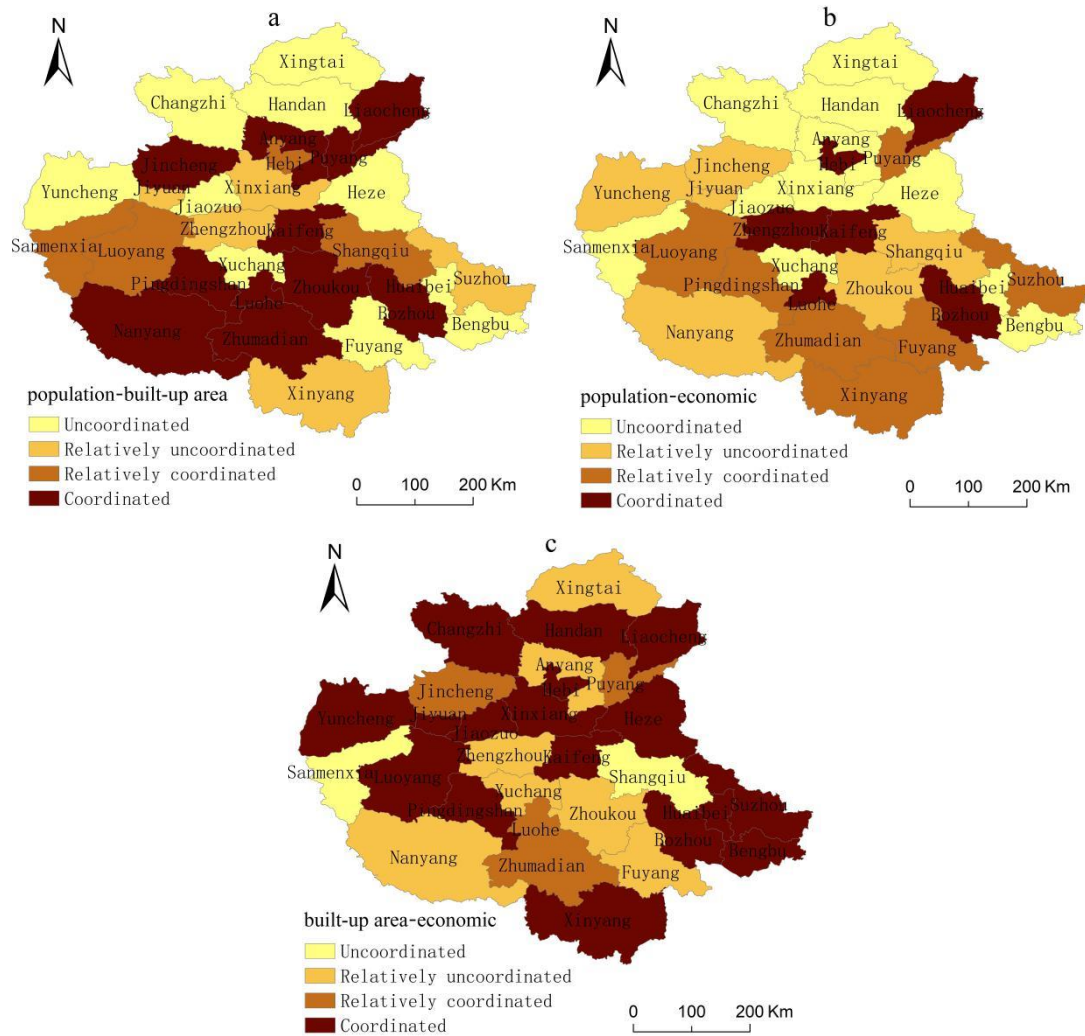 a
N
Xingtai
Changzhi
Handan
Liaocheng
Anyang
Hebi
Puyang
Jincheng
Yuncheng
Jiyuan
Xinxiang
Heze
Jiaozuo
Zhengzhou
Kaifeng
Sanmenxia
Luoyang
Shangqiu
Xuchang
Pingdingshan
Suzhou
Zhoukou
Huaibei
Luohe
Bozhou
Nanyang
Zhumadian
Bengbu
Fuyang
Xinyang
population-built-up area
Uncoordinated
Relatively uncoordinated
Relatively coordinated
Coordinated
0 100 200 Km
b
N
Xingtai
Changzhi
Handan
Liaocheng
Anyang
Hebi
Puyang
Jincheng
Yuncheng
Jiyuan
Xinxiang
Heze
Jiaozuo
Zhengzhou
Kaifeng
Sanmenxia
Luoyang
Shangqiu
Xuchang
Pingdingshan
Suzhou
Zhoukou
Huaibei
Luohe
Bozhou
Nanyang
Zhumadian
Bengbu
Fuyang
Xinyang
population-economic
Uncoordinated
Relatively uncoordinated
Relatively coordinated
Coordinated
0 100 200 Km
c
N
Xingtai
Changzhi
Handan
Liaocheng
Anyang
Hebi
Puyang
Jincheng
Yuncheng
Jiyuan
Xinxiang
Heze
Jiaozuo
Zhengzhou
Kaifeng
Sanmenxia
Luoyang
Shangqiu
Xuchang
Pingdingshan
Suzhou
Zhoukou
Huaibei
Luohe
Bozhou
Nanyang
Zhumadian
Bengbu
Fuyang
Xinyang
built-up area-economic
Uncoordinated
Relatively uncoordinated
Relatively coordinated
Coordinated
0 100 200 Km